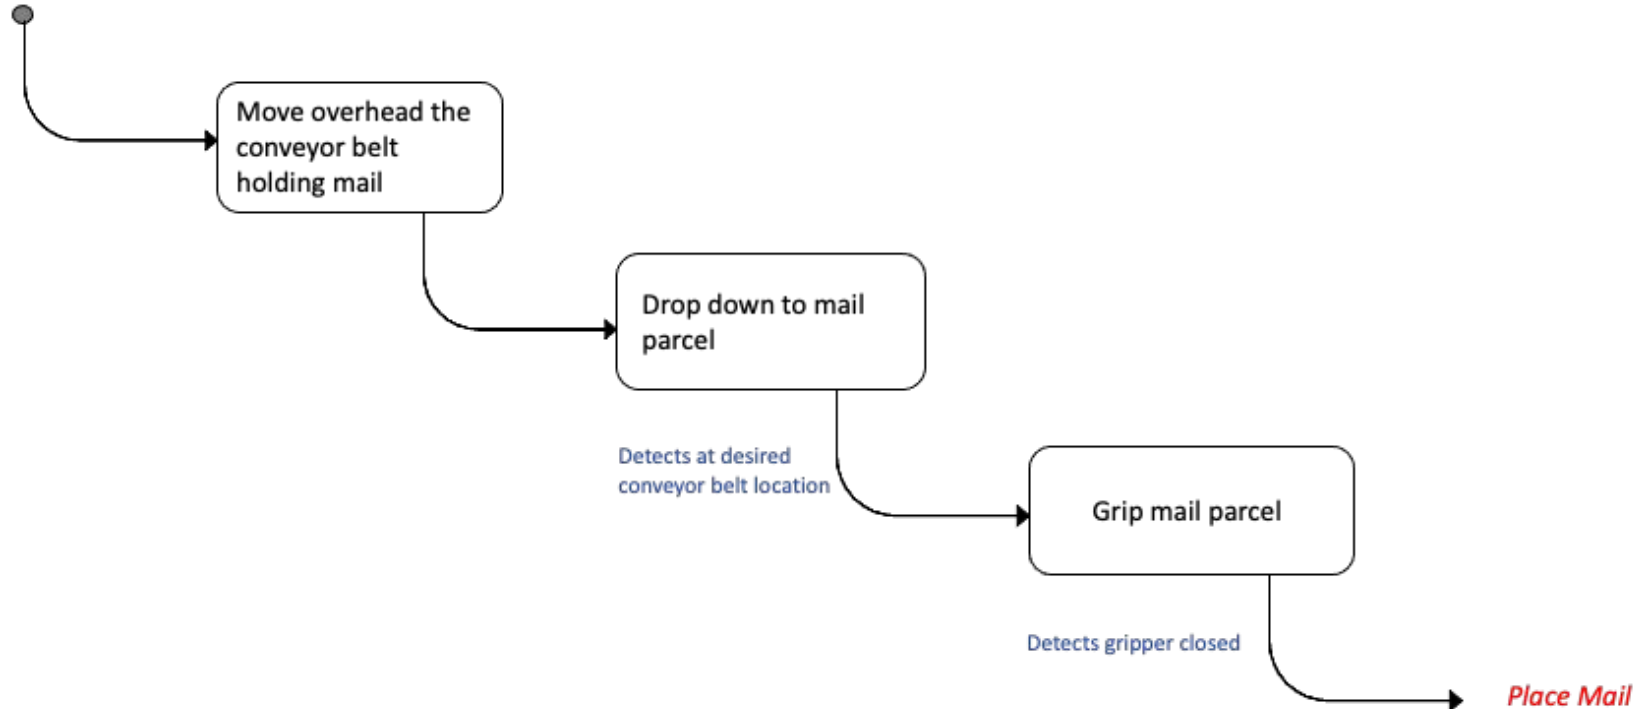 Move overhead the
conveyor belt
holding mail
Drop down to mail
parcel
Detects at desired
conveyor belt location
Grip mail parcel
Detects gripper closed
Place Mail